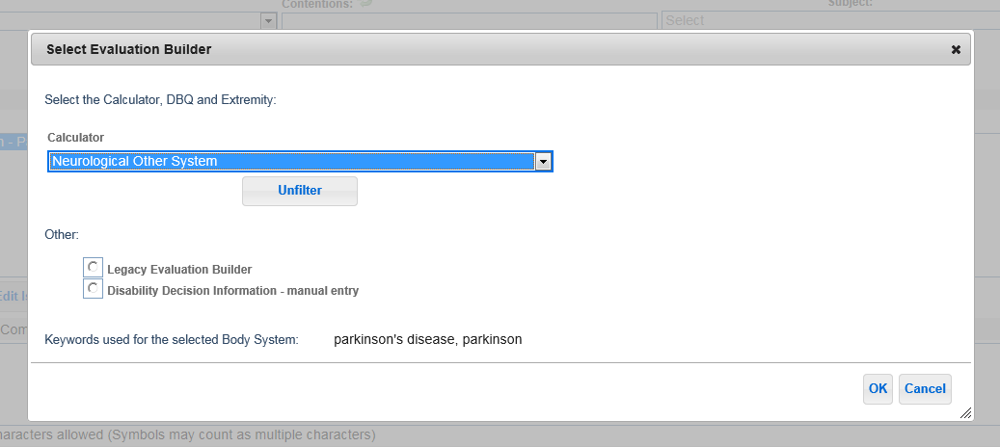 Contentions:
Subject:
Select
Select Evaluation Builder
Select the Calculator, DBQ and Extremity:
Calculator
Neurological Other System
Unfilter
Other:
Legacy Evaluation Builder
Disability Decision Information - manual entry
Edit
Com
Keywords used for the selected Body System: parkinson's disease, parkinson
OK Cancel
haracters allowed (Symbols may count as multiple characters)